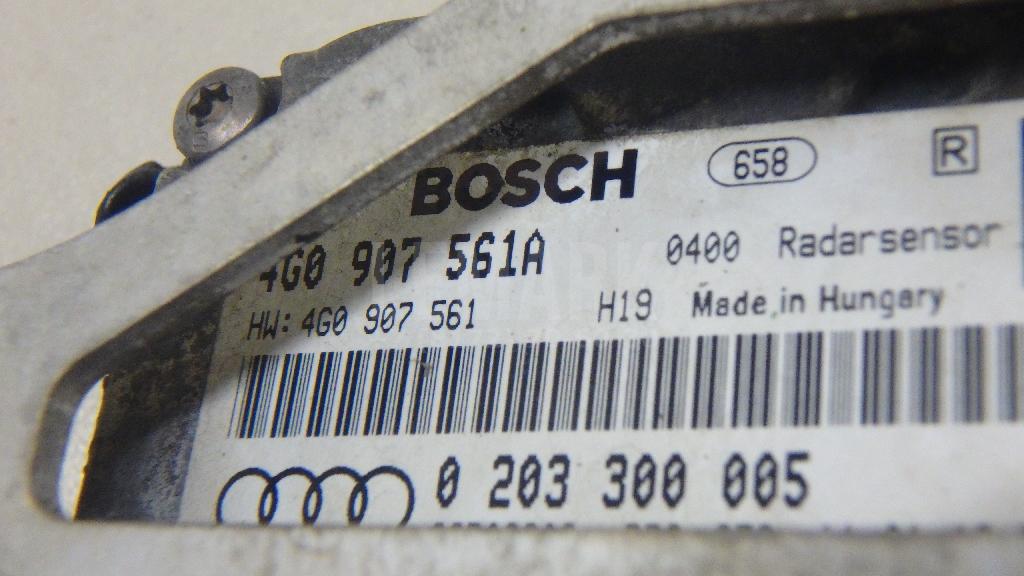 BOSCH 658 R
4G0 907 561A 0400 Radarsensor
HW: 4G0 907 561 H19 Made in Hungary
0 203 300 005